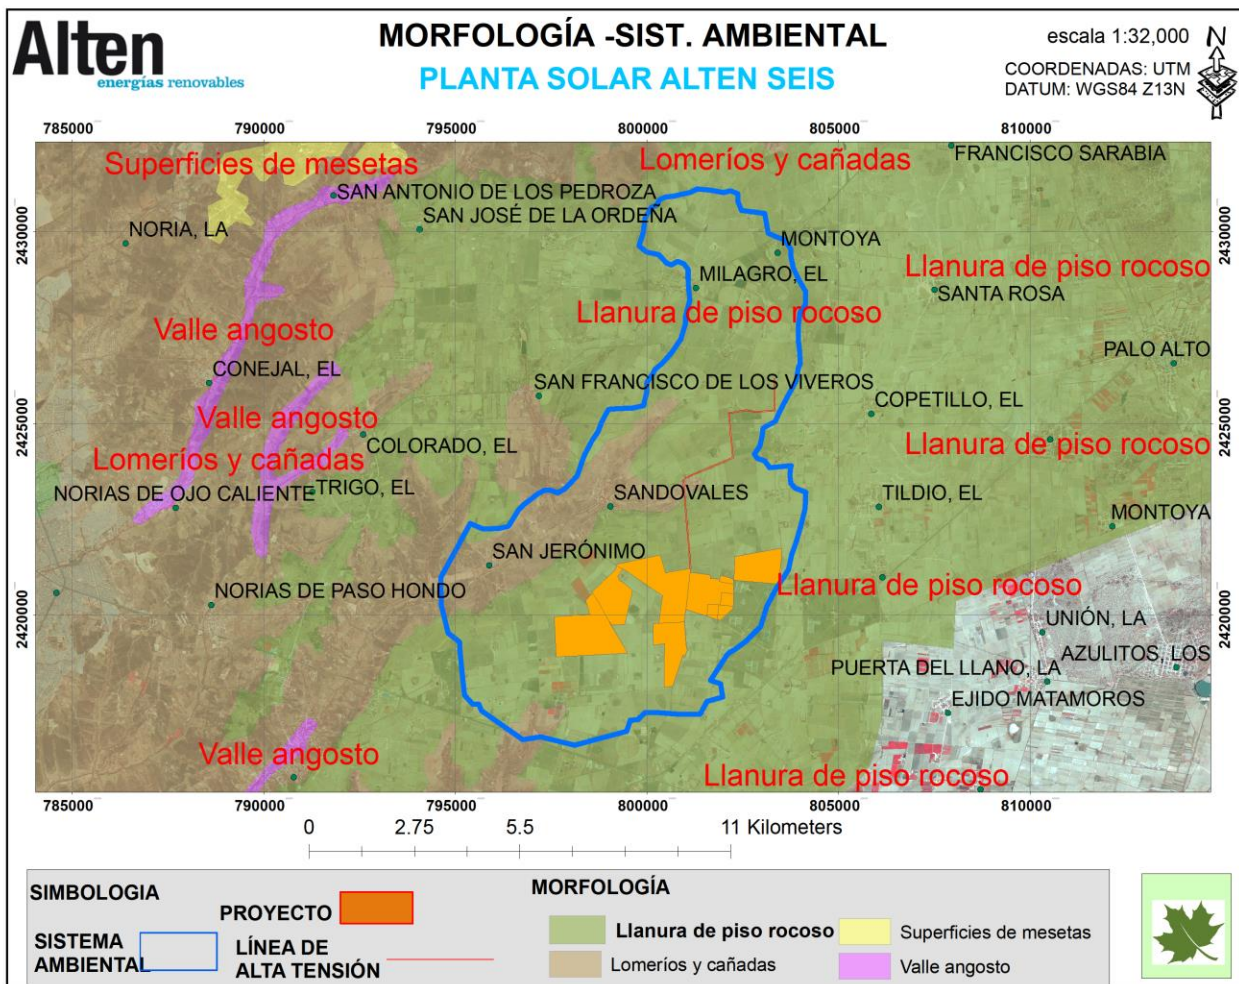 Alten
energías renovables
MORFOLOGÍA -SIST. AMBIENTAL
PLANTA SOLAR ALTEN SEIS
escala 1:32,000 N
COORDENADAS: UTM
DATUM: WGS84 Z13N
785000 790000 795000 800000 805000 810000
Superficies de mesetas
Lomeríos y cañadas
FRANCISCO SARABIA
SAN ANTONIO DE LOS PEDROZA
SAN JOSÉ DE LA ORDEÑA
NORIA, LA
MONTOYA
2430000 2430000
MILAGRO, EL
Llanura de piso rocoso
SANTA ROSA
Llanura de piso rocoso
Valle angosto
PALO ALTO
CONEJAL, EL
SAN FRANCISCO DE LOS VIVEROS
COPETILLO, EL
Valle angosto
2425000 2425000
COLORADO, EL
Llanura de piso rocoso
Lomeríos y cañadas
NORIAS DE OJO CALIENTE
TRIGO, EL
SANDOVALES
TILDIO, EL
MONTOYA
SAN JERÓNIMO
NORIAS DE PASO HONDO
Llanura de piso rocoso
2420000 2420000
UNIÓN, LA
AZULITOS, LOS
PUERTA DEL LLANO, LA
EJIDO MATAMOROS
Valle angosto
Llanura de piso rocoso
785000 790000 795000 800000 805000 810000
0 2.75 5.5 11 Kilometers
SIMBOLOGIA
PROYECTO
SISTEMA
AMBIENTAL
LÍNEA DE
ALTA TENSIÓN
MORFOLOGÍA
Llanura de piso rocoso
Superficies de mesetas
Lomeríos y cañadas
Valle angosto